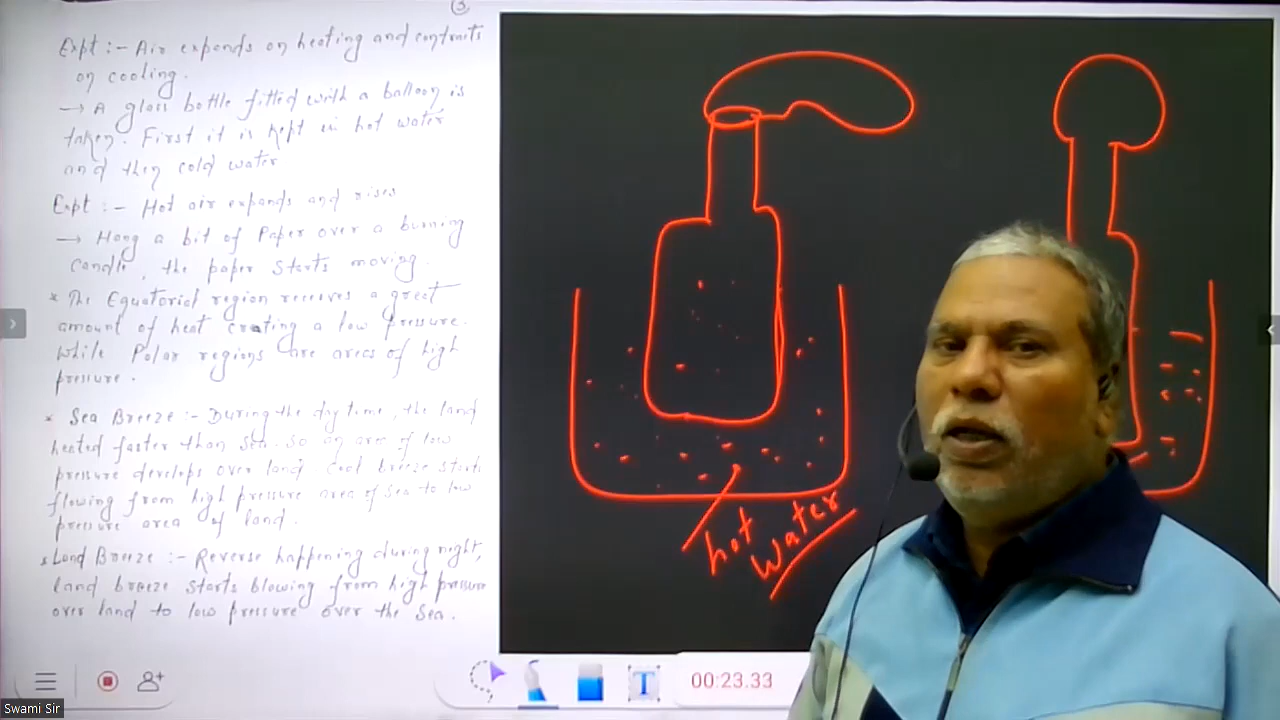 3
Expt :- Air expands on heating and contracts
on cooling.
→ A glass bottle fitted with a balloon is
taken. First it is kept in hot water
and then cold water
Expt :- Hot air expands and rises
→ Hang a bit of Paper over a burning
candle, the paper starts moving.
* The Equatorial region receives a great
amount of heat creating a low pressure.
While Polar regions are areas of high
pressure.
* Sea Breeze :- During the day time, the land
heated faster than sea. So an area of low
pressure develops over land. Cool breeze starts
flowing from high pressure area of sea to low
pressure area of land.
* Land Breeze :- Reverse happening during night,
land breeze starts blowing from high pressure
over land to low pressure over the Sea.
hot
water
T
00:23.33
Swami Sir